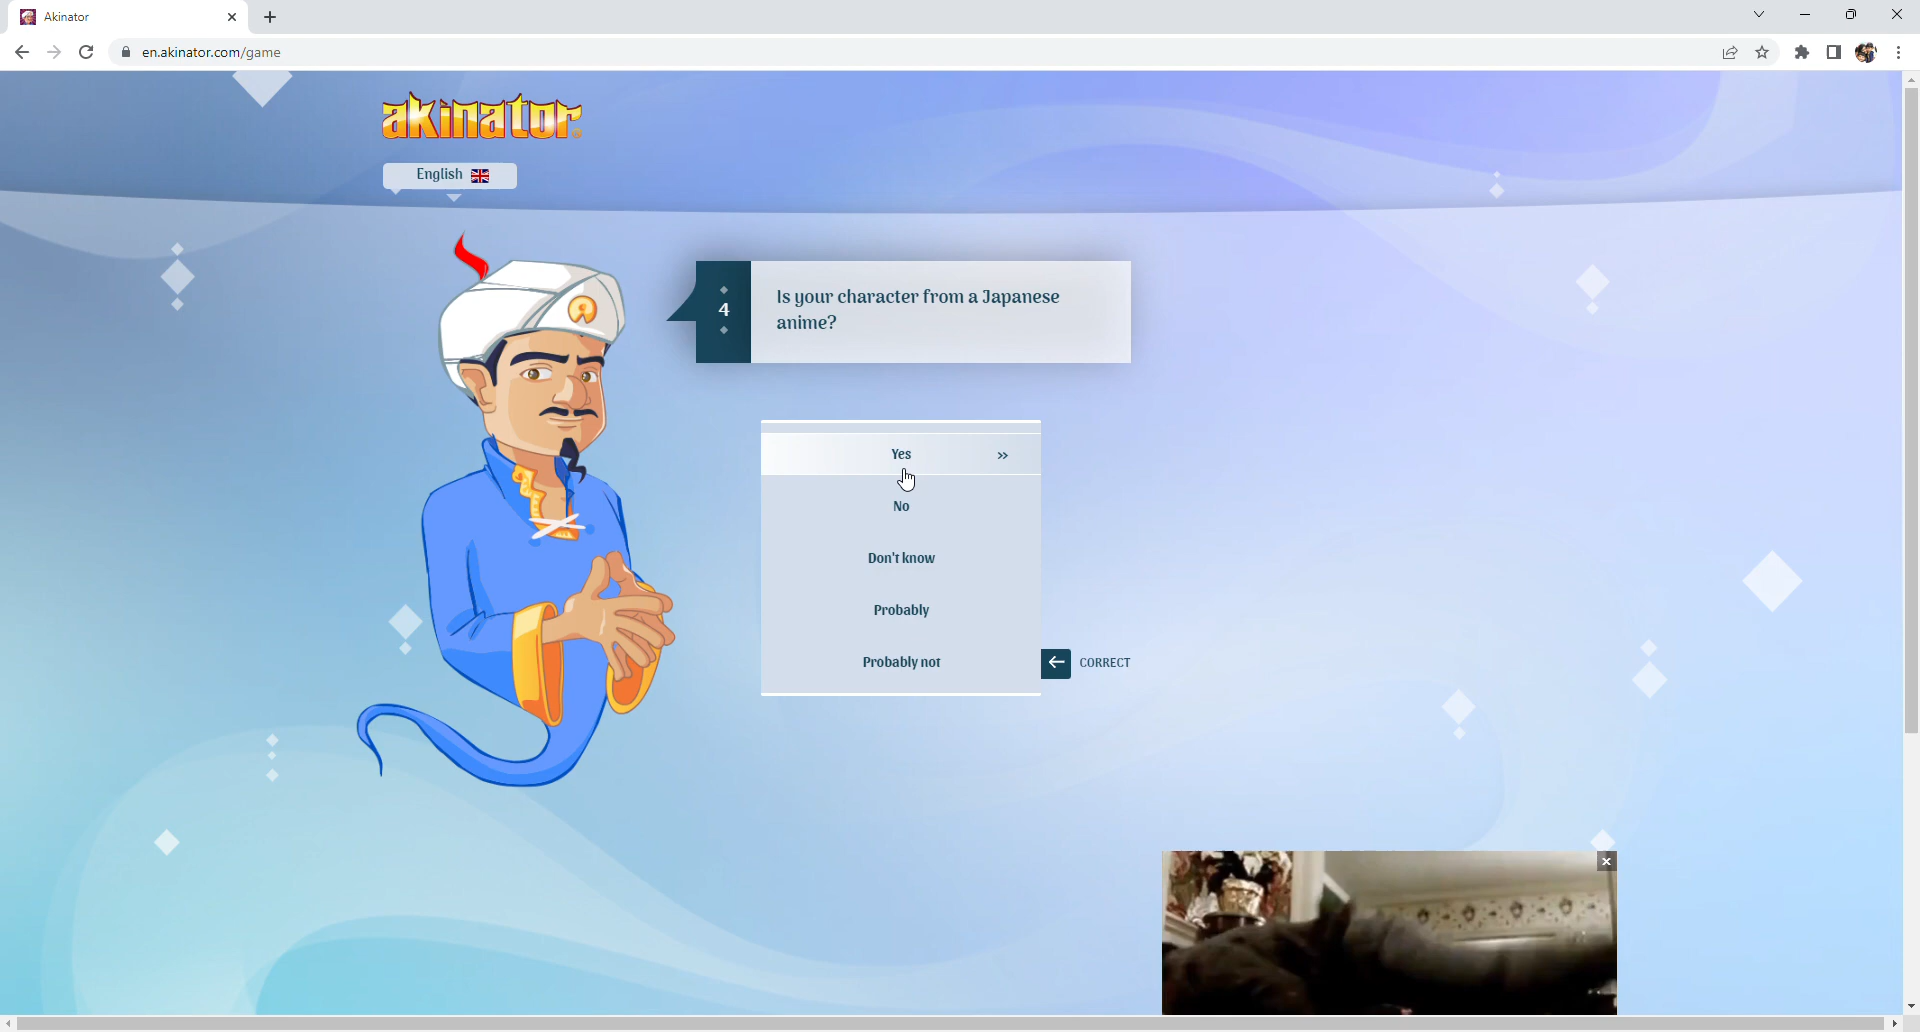 Akinator
en.akinator.com/game
akinator
English
4
Is your character from a Japanese
anime?
Yes
No
Don't know
Probably
Probably not
CORRECT